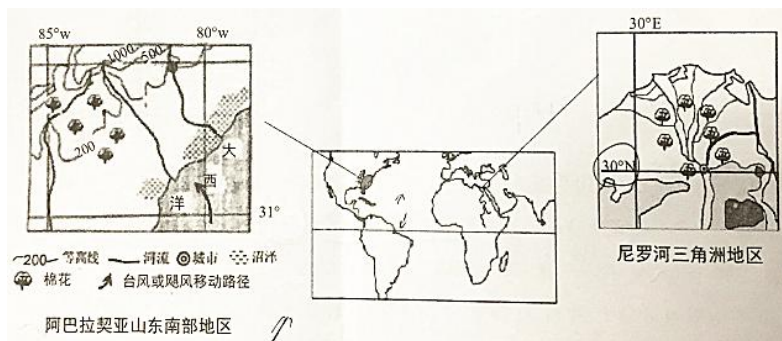 85°w
80°w
1000
500
200
大
西
洋
31°
30°E
30°N
尼罗河三角洲地区
200 等高线 河流 城市 沼泽
棉花 台风或飓风移动路径
阿巴拉契亚山东南部地区